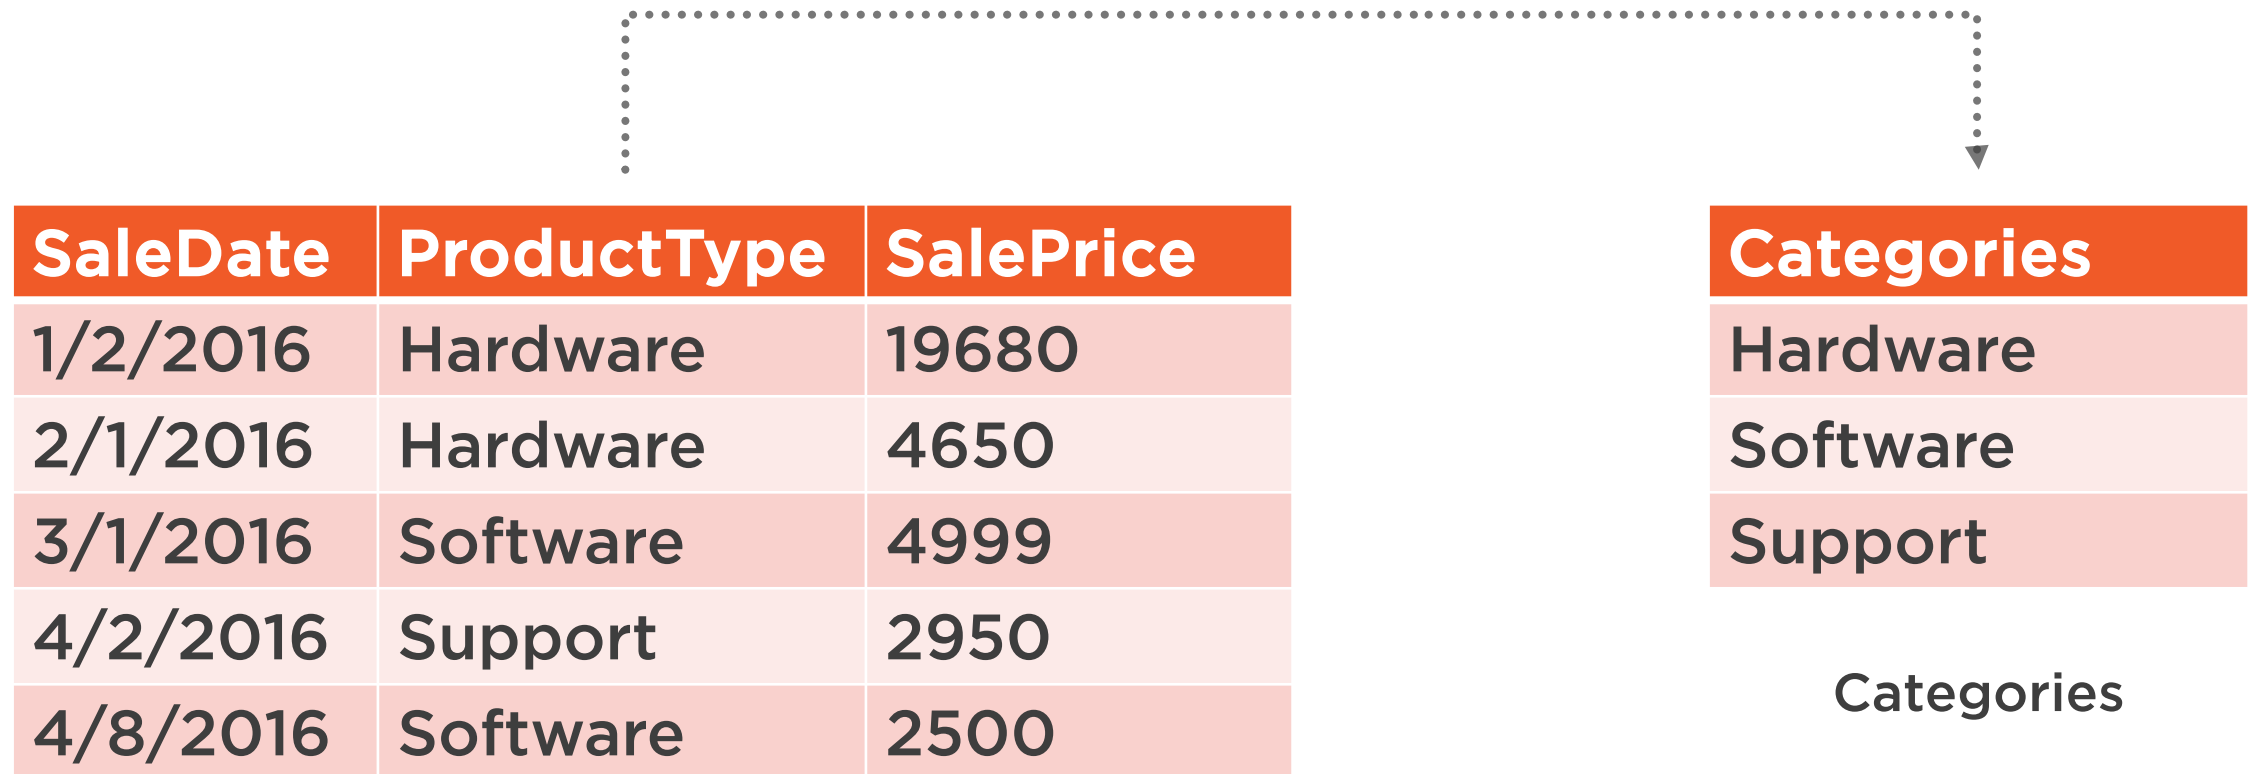 SaleDate ProductType SalePrice
1/2/2016 Hardware 19680
2/1/2016 Hardware 4650
3/1/2016 Software 4999
4/2/2016 Support 2950
4/8/2016 Software 2500
Categories
Hardware
Software
Support
Categories